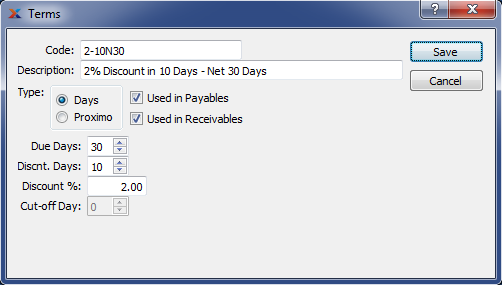 Terms
Code: 2-10N30
Save
Description: 2% Discount in 10 Days - Net 30 Days
Cancel
Type:
Days
Used in Payables
Proximo
Used in Receivables
Due Days: 30
Discnt. Days: 10
Discount %: 2.00
Cut-off Day: 0